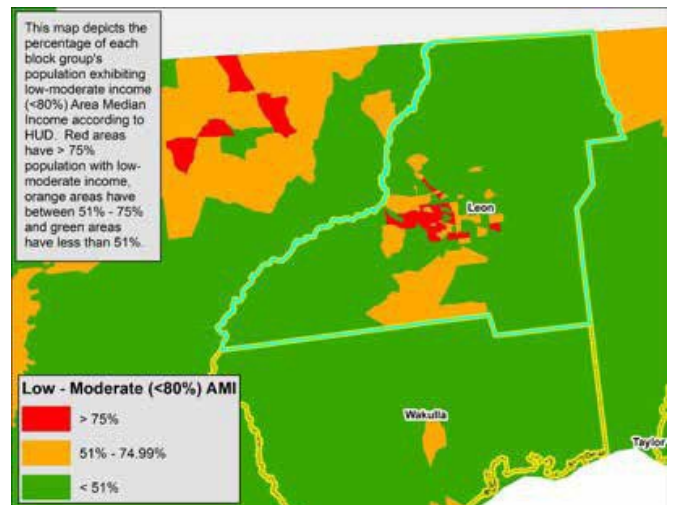 This map depicts the
percentage of each
block group's
population exhibiting
low-moderate income
(<80%) Area Median
Income according to
HUD. Red areas
have > 75%
population with low-
moderate income,
orange areas have
between 51% - 75%
and green areas
have less than 51%.
Leon
Low - Moderate (<80%) AMI
> 75%
51% - 74.99%
< 51%
Wakulla
Taylor